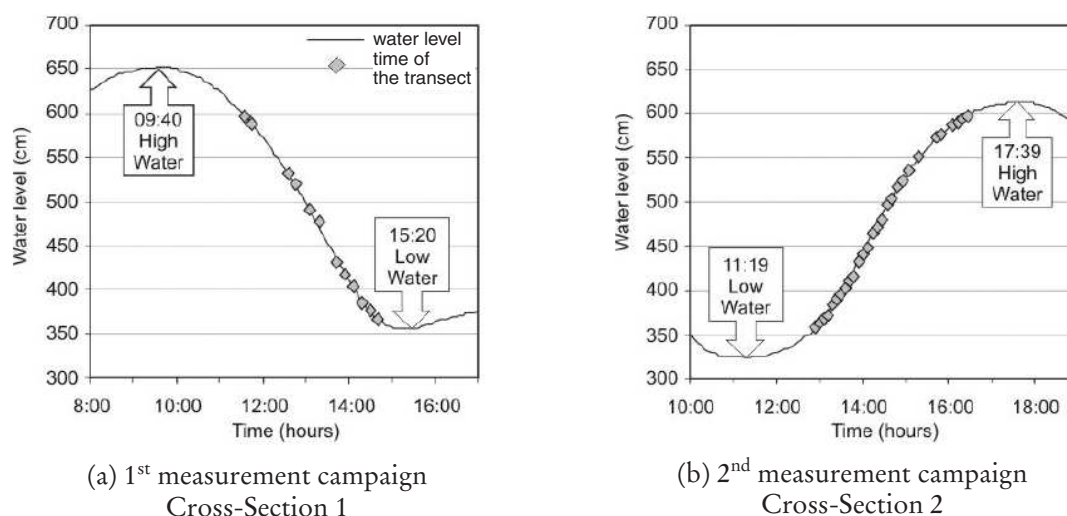 700
650
600
550
500
450
400
350
300
Water level (cm)
water level
time of
the transect
09:40
High
Water
15:20
Low
Water
8:00 10:00 12:00 14:00 16:00
Time (hours)
(a) 1st measurement campaign
Cross-Section 1
700
650
600
550
500
450
400
350
300
Water level (cm)
11:19
Low
Water
17:39
High
Water
10:00 12:00 14:00 16:00 18:00
Time (hours)
(b) 2nd measurement campaign
Cross-Section 2